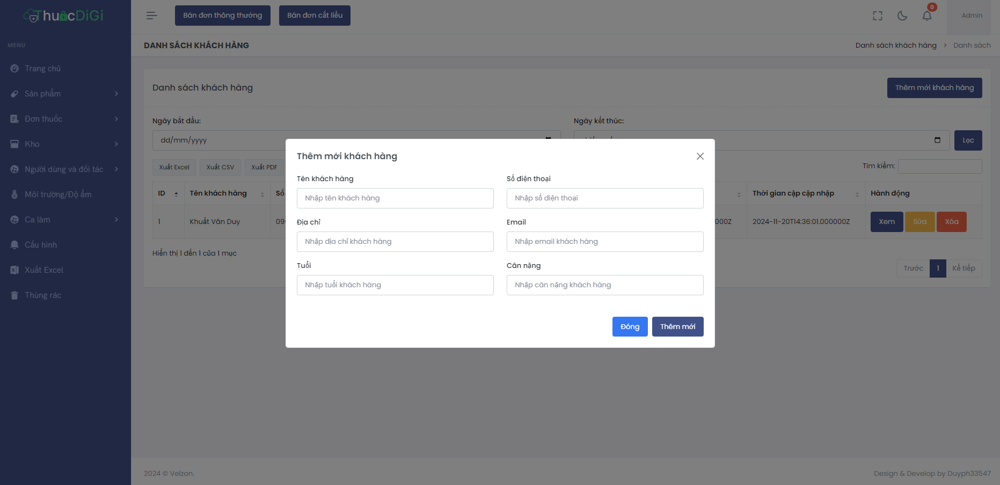 ThuốcDiGi
Bán đơn thông thường
Bán đơn cắt liều
0
Admin
MENU
Trang chủ
Sản phẩm
Đơn thuốc
Kho
Người dùng và đối tác
Môi trường/Độ ẩm
Ca làm
Cấu hình
Xuất Excel
Thùng rác
DANH SÁCH KHÁCH HÀNG
Danh sách khách hàng > Danh sách
Danh sách khách hàng
Thêm mới khách hàng
Ngày bắt đầu:
Ngày kết thúc:
dd/mm/yyyy
Lọc
Xuất Excel
Xuất CSV
Xuất PDF
Tìm kiếm:
ID
Tên khách hàng
Số
Thời gian cập cập nhập
Hành động
1
Khuất Văn Duy
09
000Z
2024-11-20T14:36:01.000000Z
Xem
Sửa
Xóa
Hiển thị 1 đến 1 của 1 mục
Trước
1
Kế tiếp
Thêm mới khách hàng
Tên khách hàng
Số điện thoại
Nhập tên khách hàng
Nhập số điện thoại
Địa chỉ
Email
Nhập địa chỉ khách hàng
Nhập email khách hàng
Tuổi
Cân nặng
Nhập tuổi khách hàng
Nhập cân nặng khách hàng
Đóng
Thêm mới
2024 © Velzon.
Design & Develop by Duyph33547